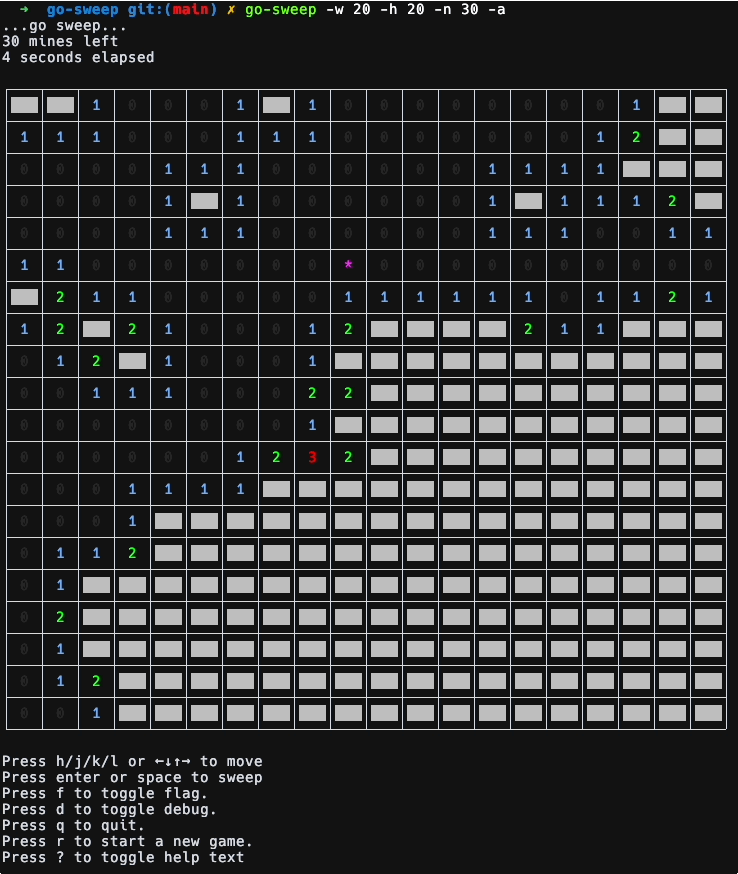 → go-sweep git:(main) ✗ go-sweep -w 20 -h 20 -n 30 -a
...go sweep...
30 mines left
4 seconds elapsed
1 0 0 0 1 1 0 0 0 0 0 0 0 0 1
1 1 1 0 0 0 1 1 1 0 0 0 0 0 0 0 1 2
0 0 0 0 1 1 1 0 0 0 0 0 0 1 1 1 1
0 0 0 0 1 1 0 0 0 0 0 0 1 1 1 1 2
0 0 0 0 1 1 1 0 0 0 0 0 0 1 1 1 0 0 1 1
1 1 0 0 0 0 0 0 0 * 0 0 0 0 0 0 0 0 0 0
2 1 1 0 0 0 0 0 1 1 1 1 1 1 0 1 1 2 1
1 2 2 1 0 0 0 1 2 2 1 1
0 1 2 1 0 0 0 1
0 0 1 1 1 0 0 0 2 2
0 0 0 0 0 0 0 0 1
0 0 0 0 0 0 1 2 3 2
0 0 0 1 1 1 1
0 0 0 1
0 1 1 2
0 1
0 2
0 1
0 1 2
0 0 1
Press h/j/k/l or ←↓↑→ to move
Press enter or space to sweep
Press f to toggle flag.
Press d to toggle debug.
Press q to quit.
Press r to start a new game.
Press ? to toggle help text